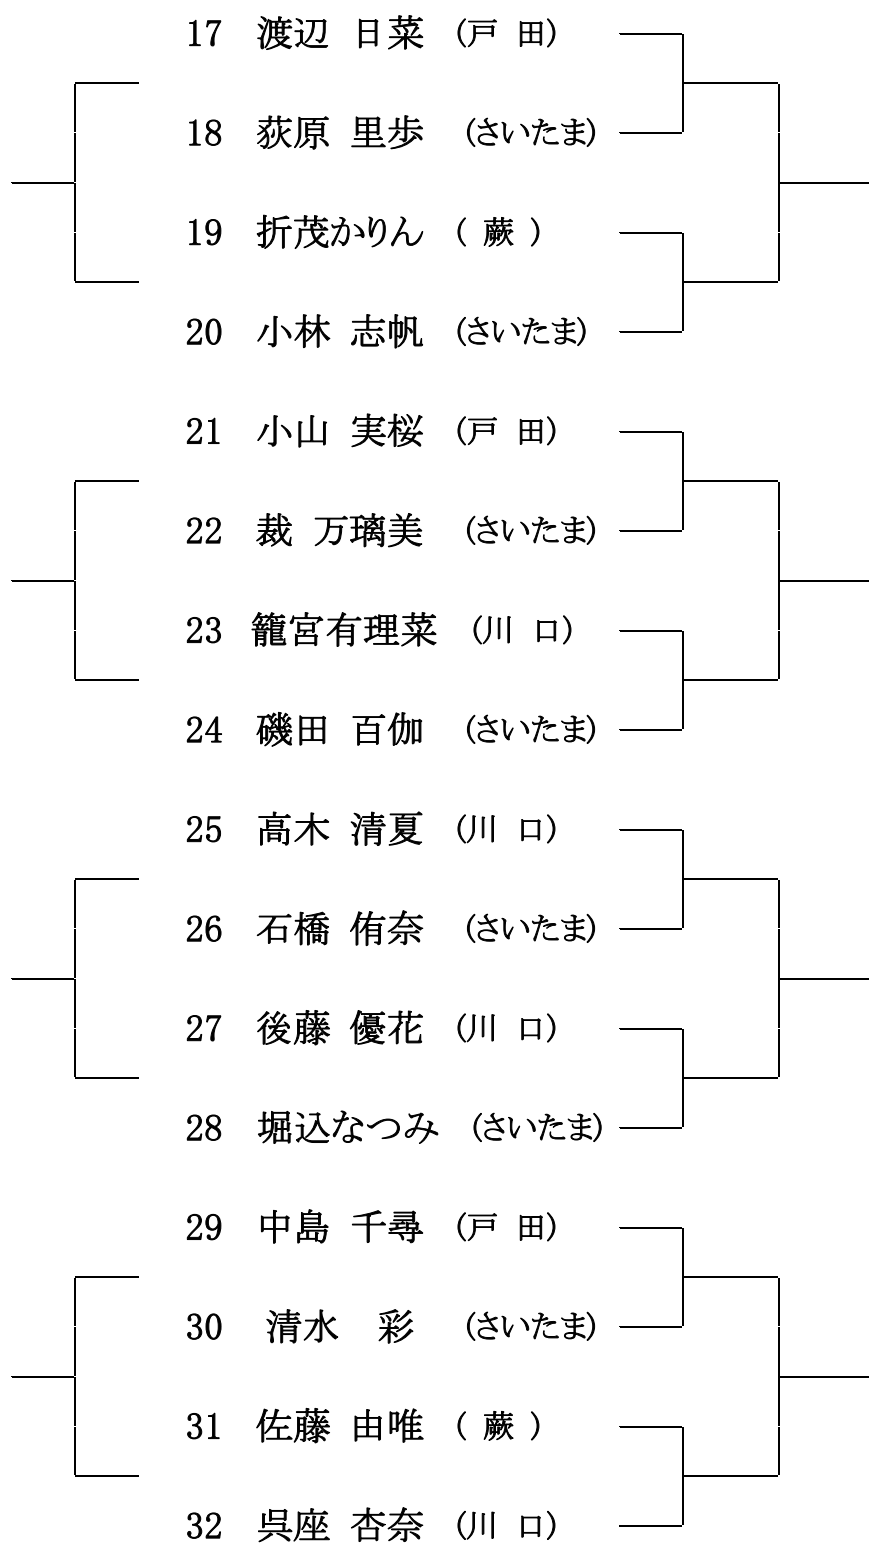 17 渡辺 日菜 (戸 田)
18 荻原 里歩 (さいたま)
19 折茂かりん ( 蕨 )
20 小林 志帆 (さいたま)
21 小山 実桜 (戸 田)
22 裁 万璃美 (さいたま)
23 籠宮有理菜 (川 口)
24 磯田 百伽 (さいたま)
25 高木 清夏 (川 口)
26 石橋 侑奈 (さいたま)
27 後藤 優花 (川 口)
28 堀込なつみ (さいたま)
29 中島 千尋 (戸 田)
30 清水 彩 (さいたま)
31 佐藤 由唯 ( 蕨 )
32 呉座 杏奈 (川 口)